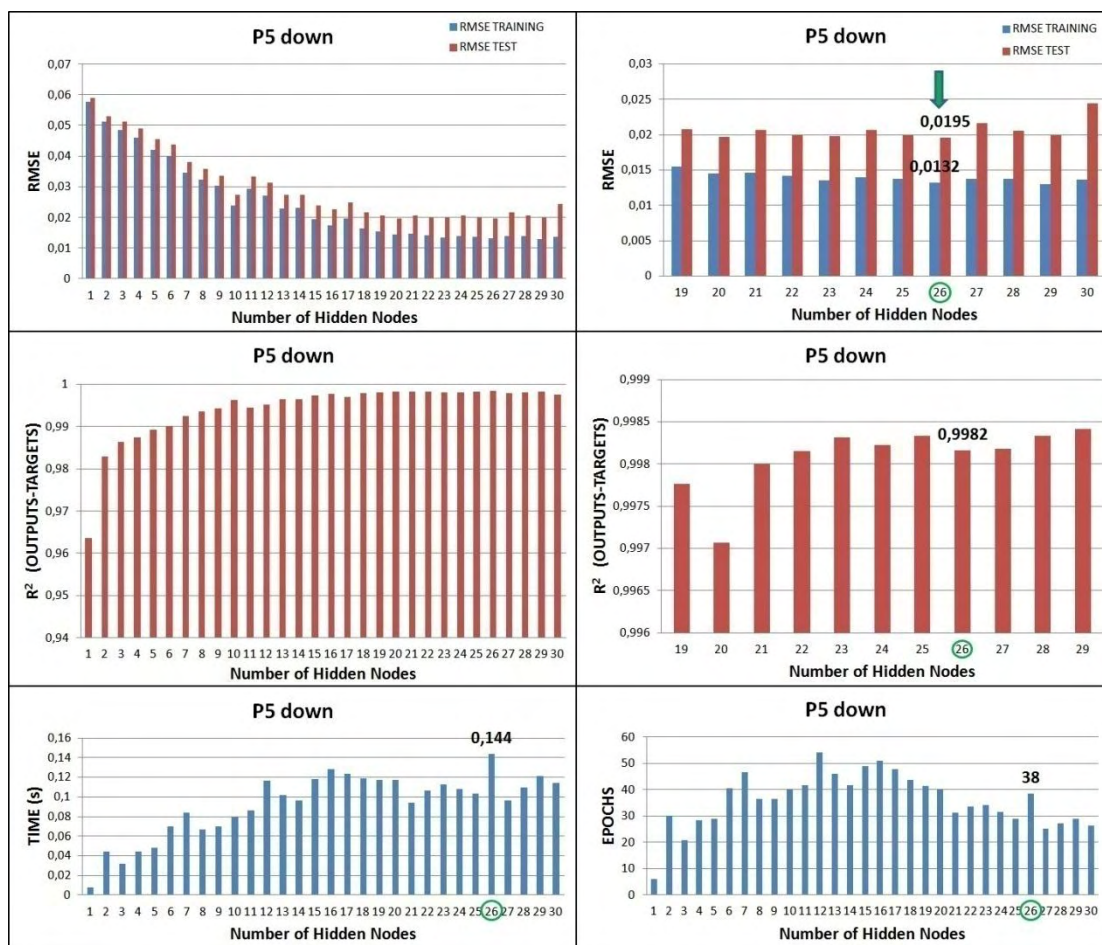 P5 down
RMSE TRAINING
RMSE TEST
RMSE
0,07
0,06
0,05
0,04
0,03
0,02
0,01
0
1 2 3 4 5 6 7 8 9 10 11 12 13 14 15 16 17 18 19 20 21 22 23 24 25 26 27 28 29 30
Number of Hidden Nodes
P5 down
RMSE TRAINING
RMSE TEST
RMSE
0,03
0,025
0,02
0,015
0,01
0,005
0
0,0195
0,0132
19 20 21 22 23 24 25 26 27 28 29 30
Number of Hidden Nodes
P5 down
R² (OUTPUTS-TARGETS)
1
0,99
0,98
0,97
0,96
0,95
0,94
1 2 3 4 5 6 7 8 9 10 11 12 13 14 15 16 17 18 19 20 21 22 23 24 25 26 27 28 29 30
Number of Hidden Nodes
P5 down
R² (OUTPUTS-TARGETS)
0,999
0,9985
0,998
0,9975
0,997
0,9965
0,996
0,9982
19 20 21 22 23 24 25 26 27 28 29
Number of Hidden Nodes
P5 down
TIME (s)
0,16
0,14
0,12
0,1
0,08
0,06
0,04
0,02
0
0,144
1 2 3 4 5 6 7 8 9 10 11 12 13 14 15 16 17 18 19 20 21 22 23 24 25 26 27 28 29 30
Number of Hidden Nodes
P5 down
EPOCHS
60
50
40
30
20
10
0
38
1 2 3 4 5 6 7 8 9 10 11 12 13 14 15 16 17 18 19 20 21 22 23 24 25 26 27 28 29 30
Number of Hidden Nodes